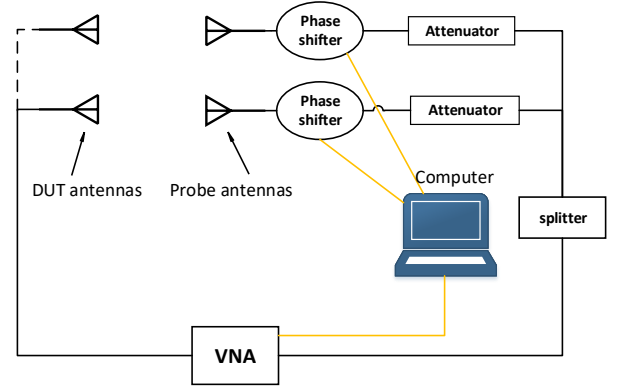 Phase
shifter
Attenuator
Phase
shifter
Attenuator
DUT antennas
Probe antennas
Computer
splitter
VNA